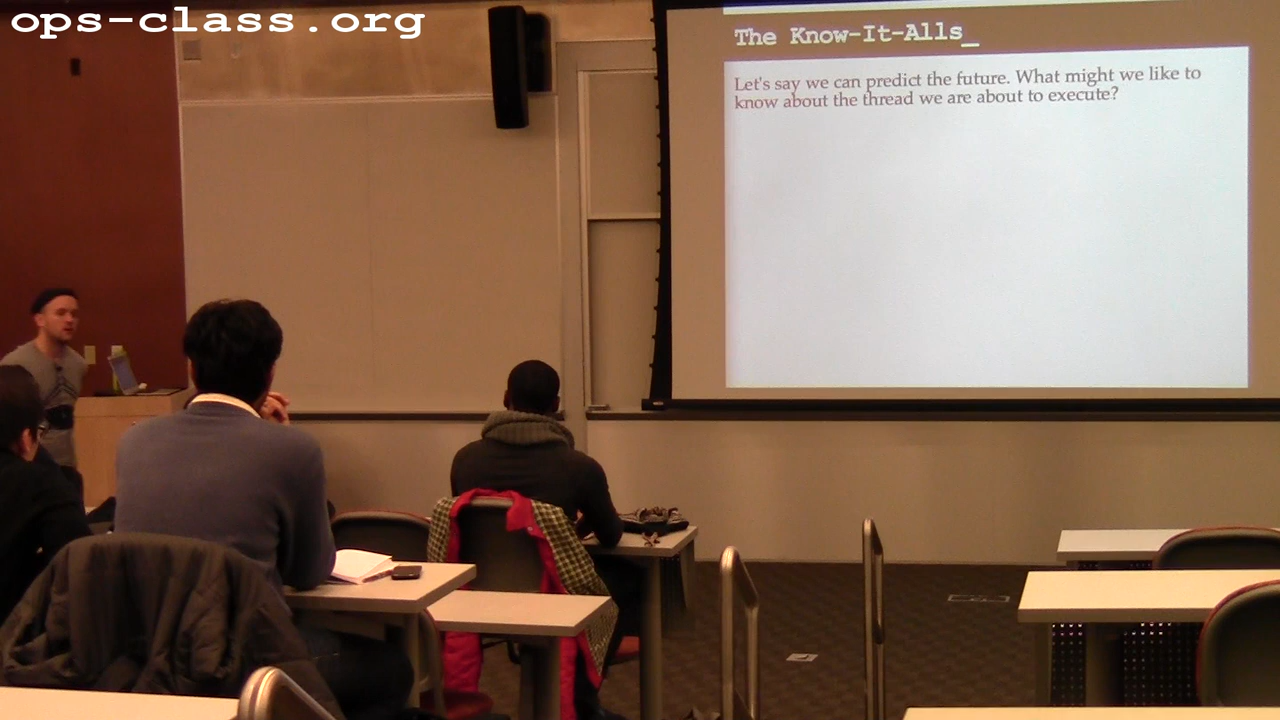 ops-class.org
The Know-It-Alls_
Let's say we can predict the future. What might we like to
know about the thread we are about to execute?